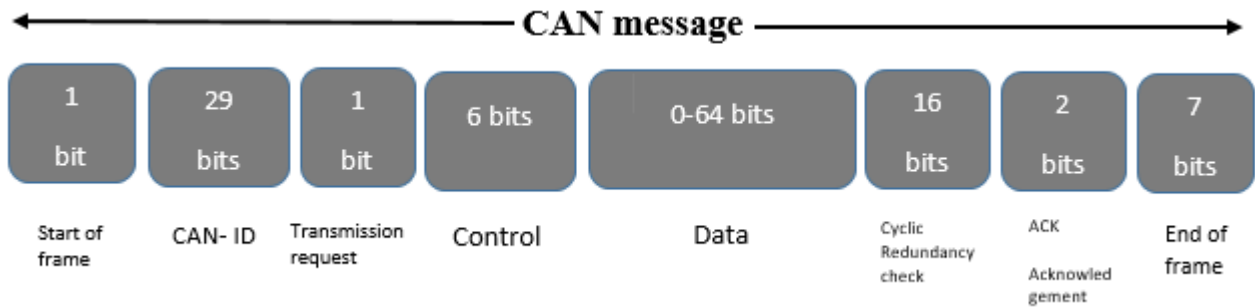 CAN message
1
bit
29
bits
1
bit
6 bits
0-64 bits
16
bits
2
bits
7
bits
Start of
frame
CAN- ID
Transmission
request
Control
Data
Cyclic
Redundancy
check
ACK
Acknowled
gement
End of
frame